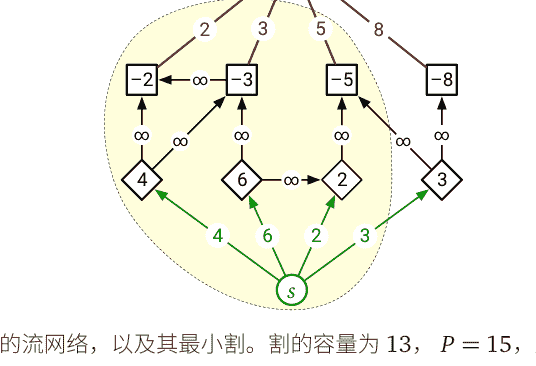 2 3 5 8
−2 ∞ −3 −5 −8
∞ ∞ ∞ ∞ ∞ ∞
4 6 ∞ 2 3
4 6 2 3
s
的流网络，以及其最小割。割的容量为 13， P = 15，